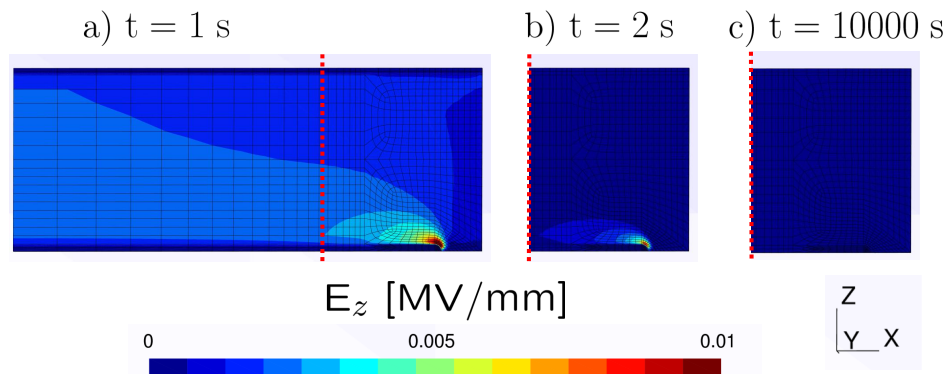 a) t = 1 s b) t = 2 s c) t = 10000 s
E_z [MV/mm]
0 0.005 0.01
Z
Y X